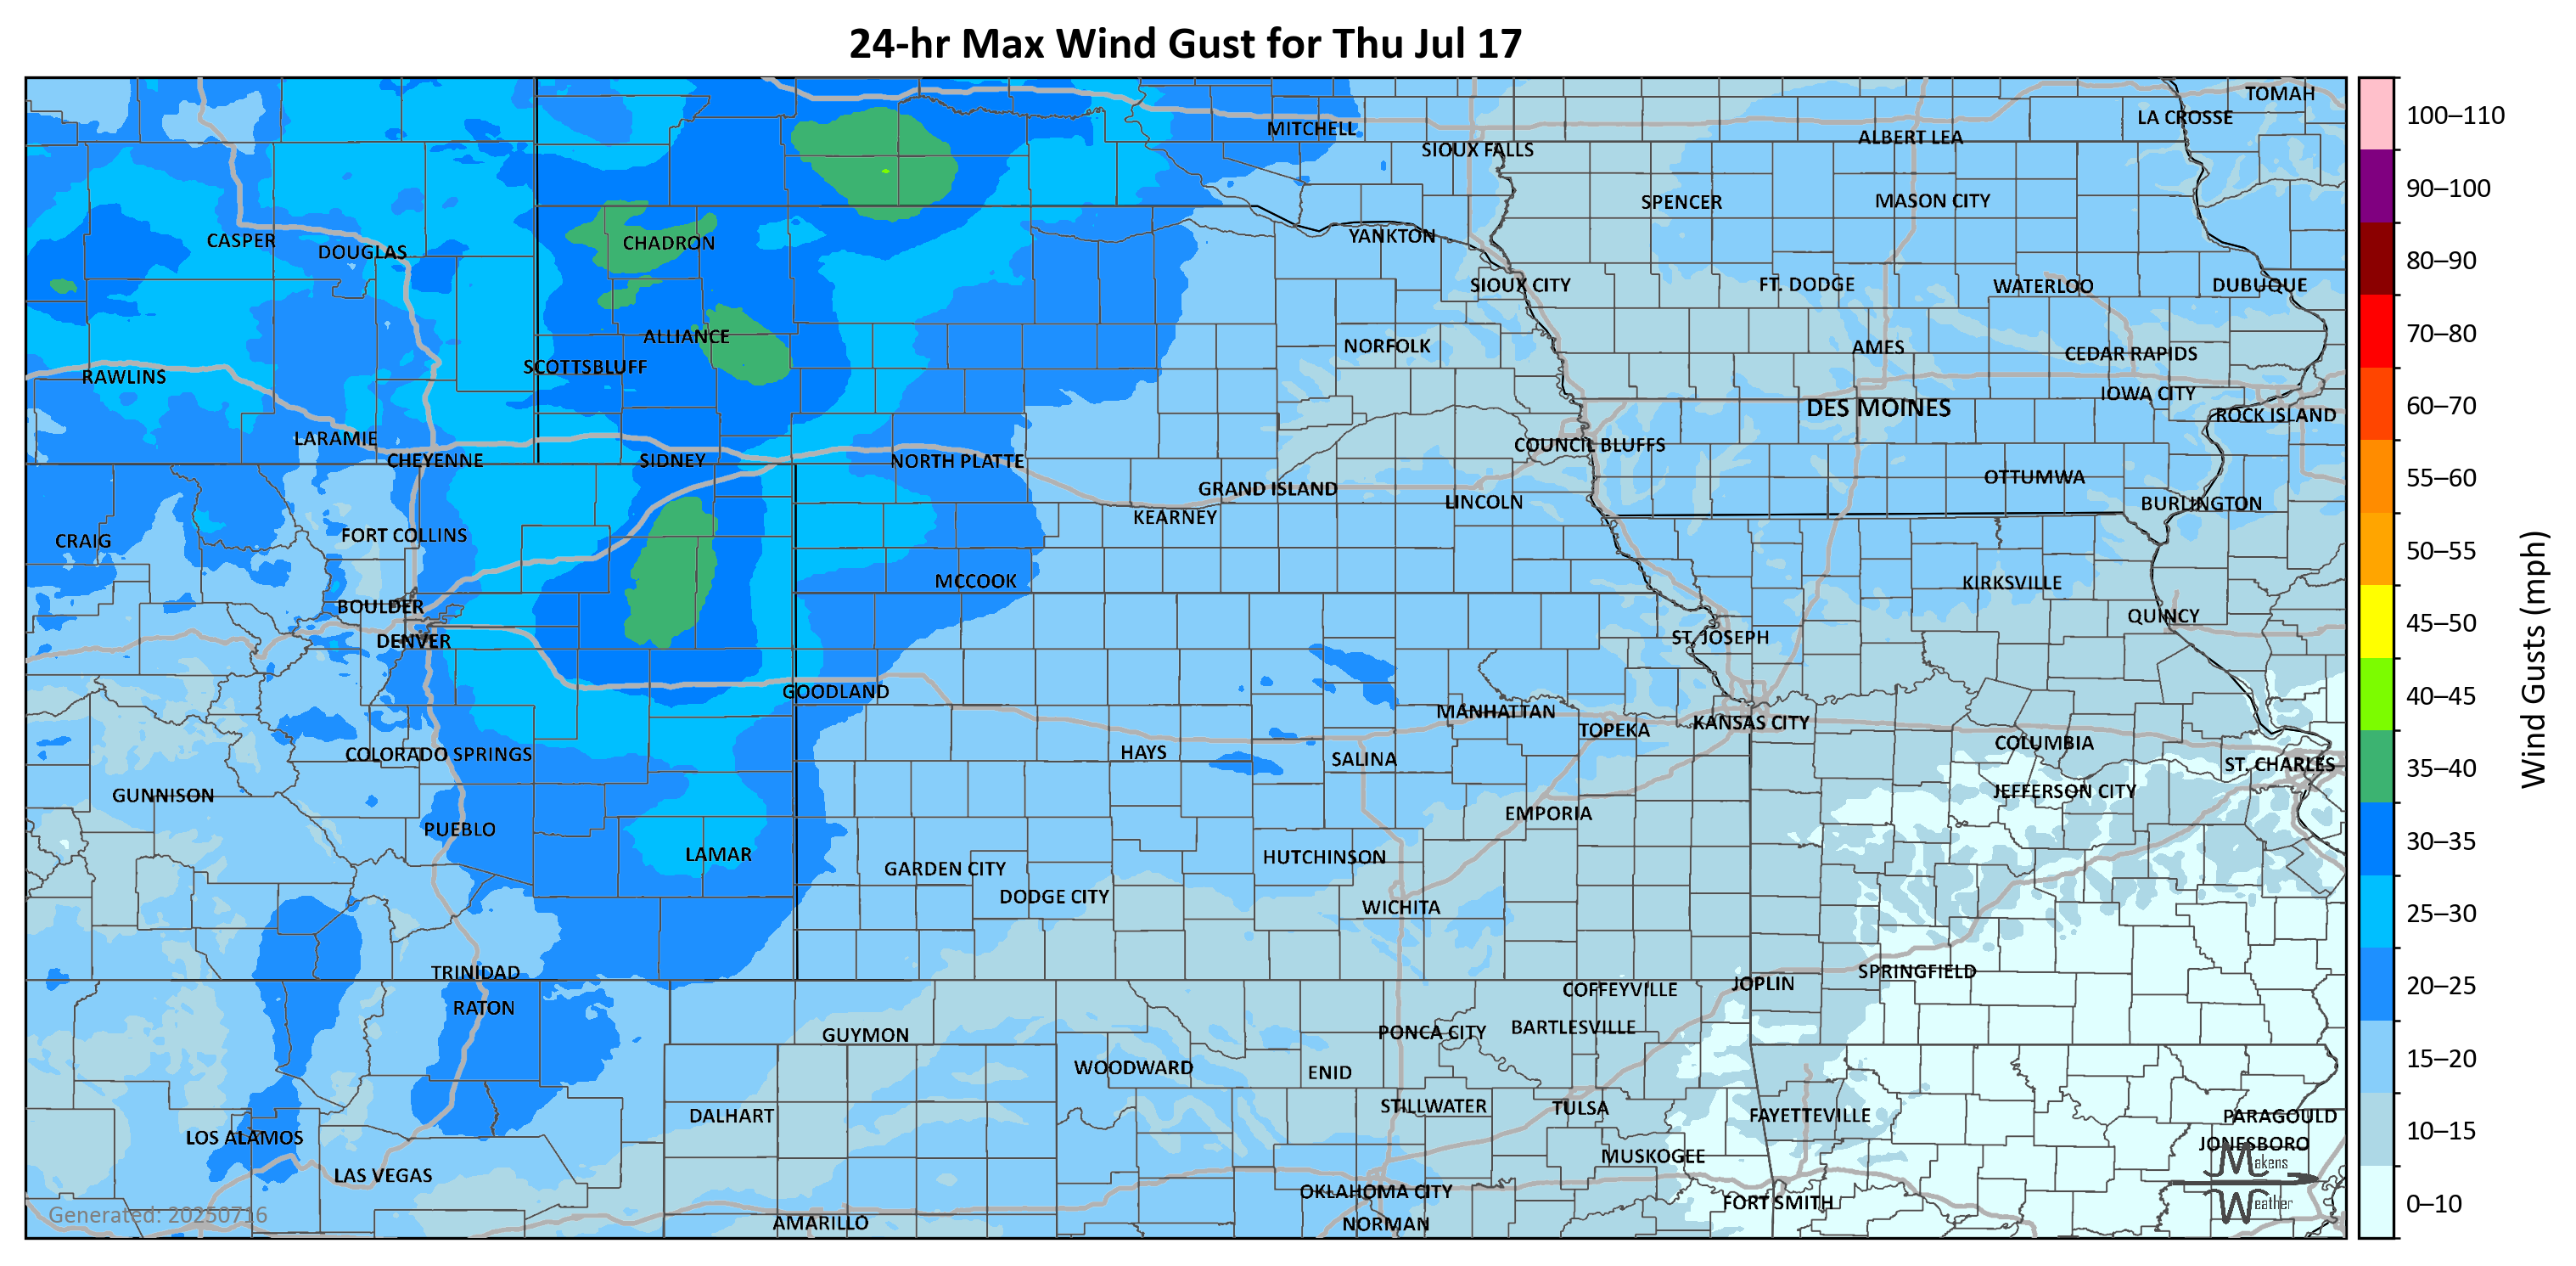 24-hr Max Wind Gust for Thu Jul 17
TOMAH
LA CROSSE
MITCHELL
ALBERT LEA
SIOUX FALLS
SPENCER
MASON CITY
CASPER
CHADRON
YANKTON
DOUGLAS
SIOUX CITY
FT. DODGE
WATERLOO
DUBUQUE
ALLIANCE
NORFOLK
AMES
CEDAR RAPIDS
SCOTTSBLUFF
RAWLINS
IOWA CITY
DES MOINES
ROCK ISLAND
LARAMIE
COUNCIL BLUFFS
CHEYENNE
SIDNEY
NORTH PLATTE
OTTUMWA
GRAND ISLAND
LINCOLN
BURLINGTON
KEARNEY
FORT COLLINS
CRAIG
MCCOOK
KIRKSVILLE
BOULDER
QUINCY
DENVER
ST. JOSEPH
GOODLAND
MANHATTAN
TOPEKA
KANSAS CITY
COLUMBIA
COLORADO SPRINGS
HAYS
SALINA
ST. CHARLES
GUNNISON
JEFFERSON CITY
EMPORIA
PUEBLO
LAMAR
HUTCHINSON
GARDEN CITY
DODGE CITY
WICHITA
TRINIDAD
SPRINGFIELD
JOPLIN
COFFEYVILLE
RATON
BARTLESVILLE
PONCA CITY
GUYMON
WOODWARD
ENID
STILLWATER
TULSA
DALHART
FAYETTEVILLE
PARAGOULD
LOS ALAMOS
JONESBORO
MUSKOGEE
LAS VEGAS
OKLAHOMA CITY
FORT SMITH
AMARILLO
NORMAN
Generated: 20250716
Makens
Weather
100–110
90–100
80–90
70–80
60–70
55–60
50–55
45–50
40–45
35–40
30–35
25–30
20–25
15–20
10–15
0–10
Wind Gusts (mph)